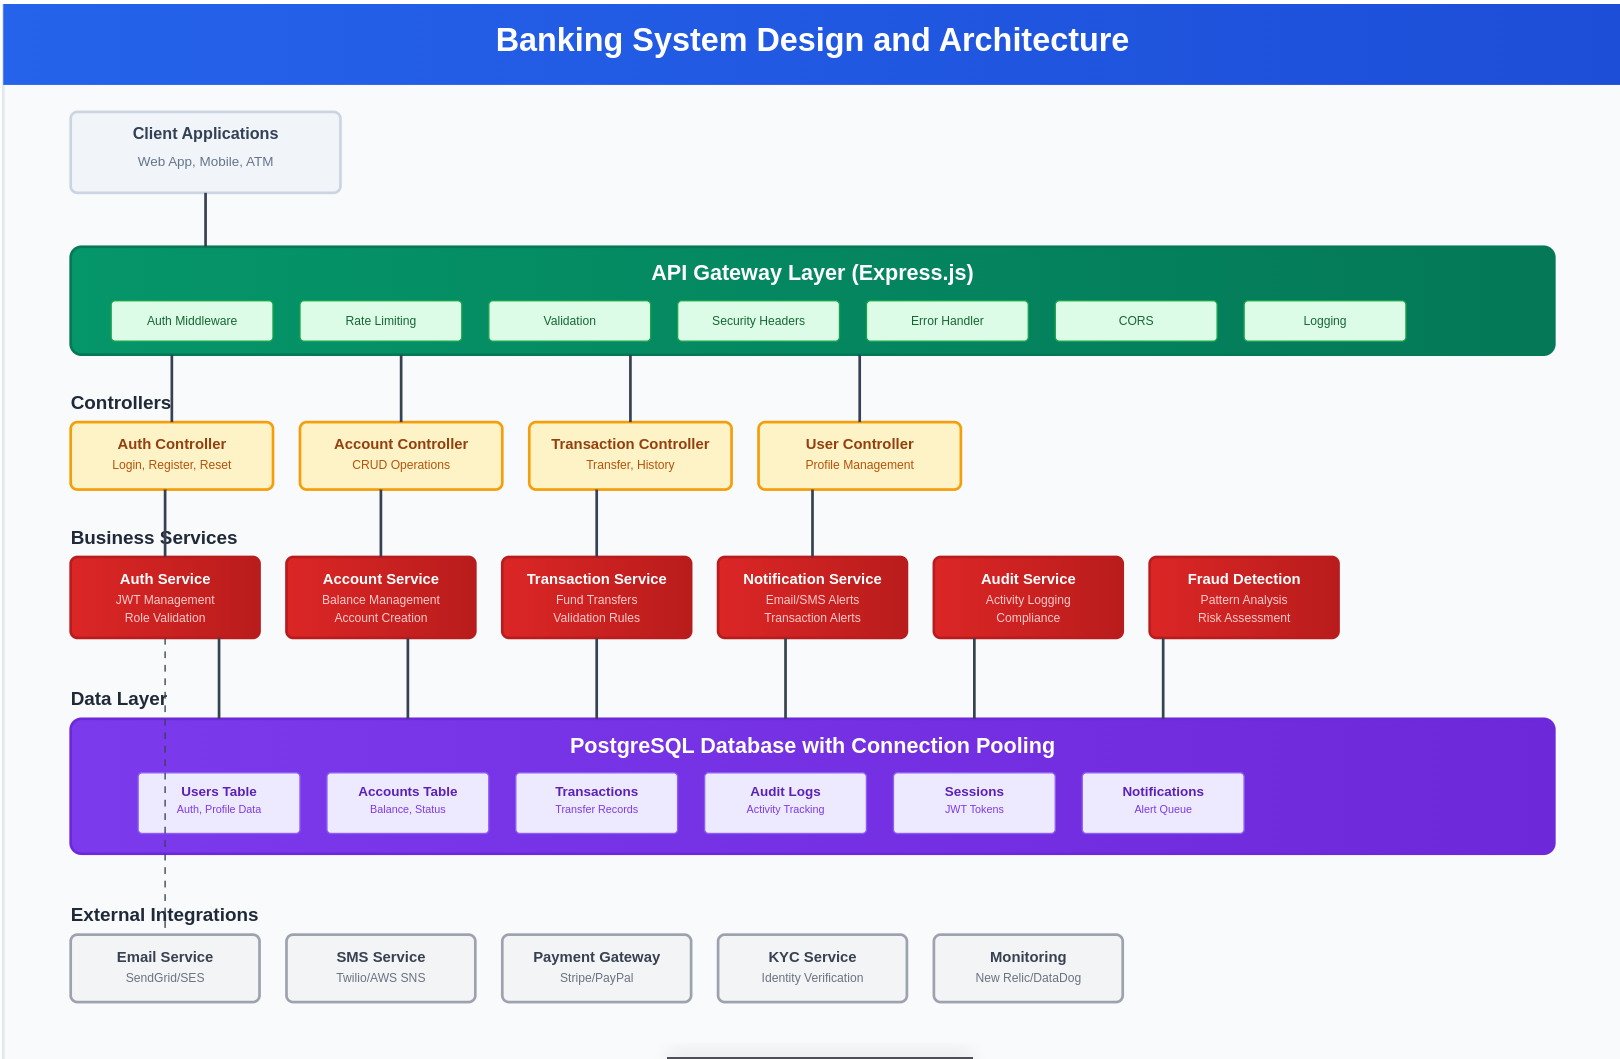 Banking System Design and Architecture
Client Applications
Web App, Mobile, ATM
API Gateway Layer (Express.js)
Auth Middleware
Rate Limiting
Validation
Security Headers
Error Handler
CORS
Logging
Controllers
Auth Controller
Login, Register, Reset
Account Controller
CRUD Operations
Transaction Controller
Transfer, History
User Controller
Profile Management
Business Services
Auth Service
JWT Management
Role Validation
Account Service
Balance Management
Account Creation
Transaction Service
Fund Transfers
Validation Rules
Notification Service
Email/SMS Alerts
Transaction Alerts
Audit Service
Activity Logging
Compliance
Fraud Detection
Pattern Analysis
Risk Assessment
Data Layer
PostgreSQL Database with Connection Pooling
Users Table
Auth, Profile Data
Accounts Table
Balance, Status
Transactions
Transfer Records
Audit Logs
Activity Tracking
Sessions
JWT Tokens
Notifications
Alert Queue
External Integrations
Email Service
SendGrid/SES
SMS Service
Twilio/AWS SNS
Payment Gateway
Stripe/PayPal
KYC Service
Identity Verification
Monitoring
New Relic/DataDog